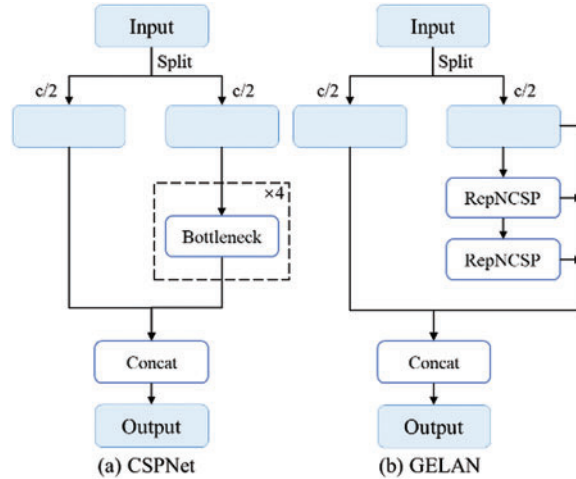 Input
Split
c/2
c/2
×4
Bottleneck
Concat
Output
(a) CSPNet
Input
Split
c/2
c/2
RepNCSP
RepNCSP
Concat
Output
(b) GELAN